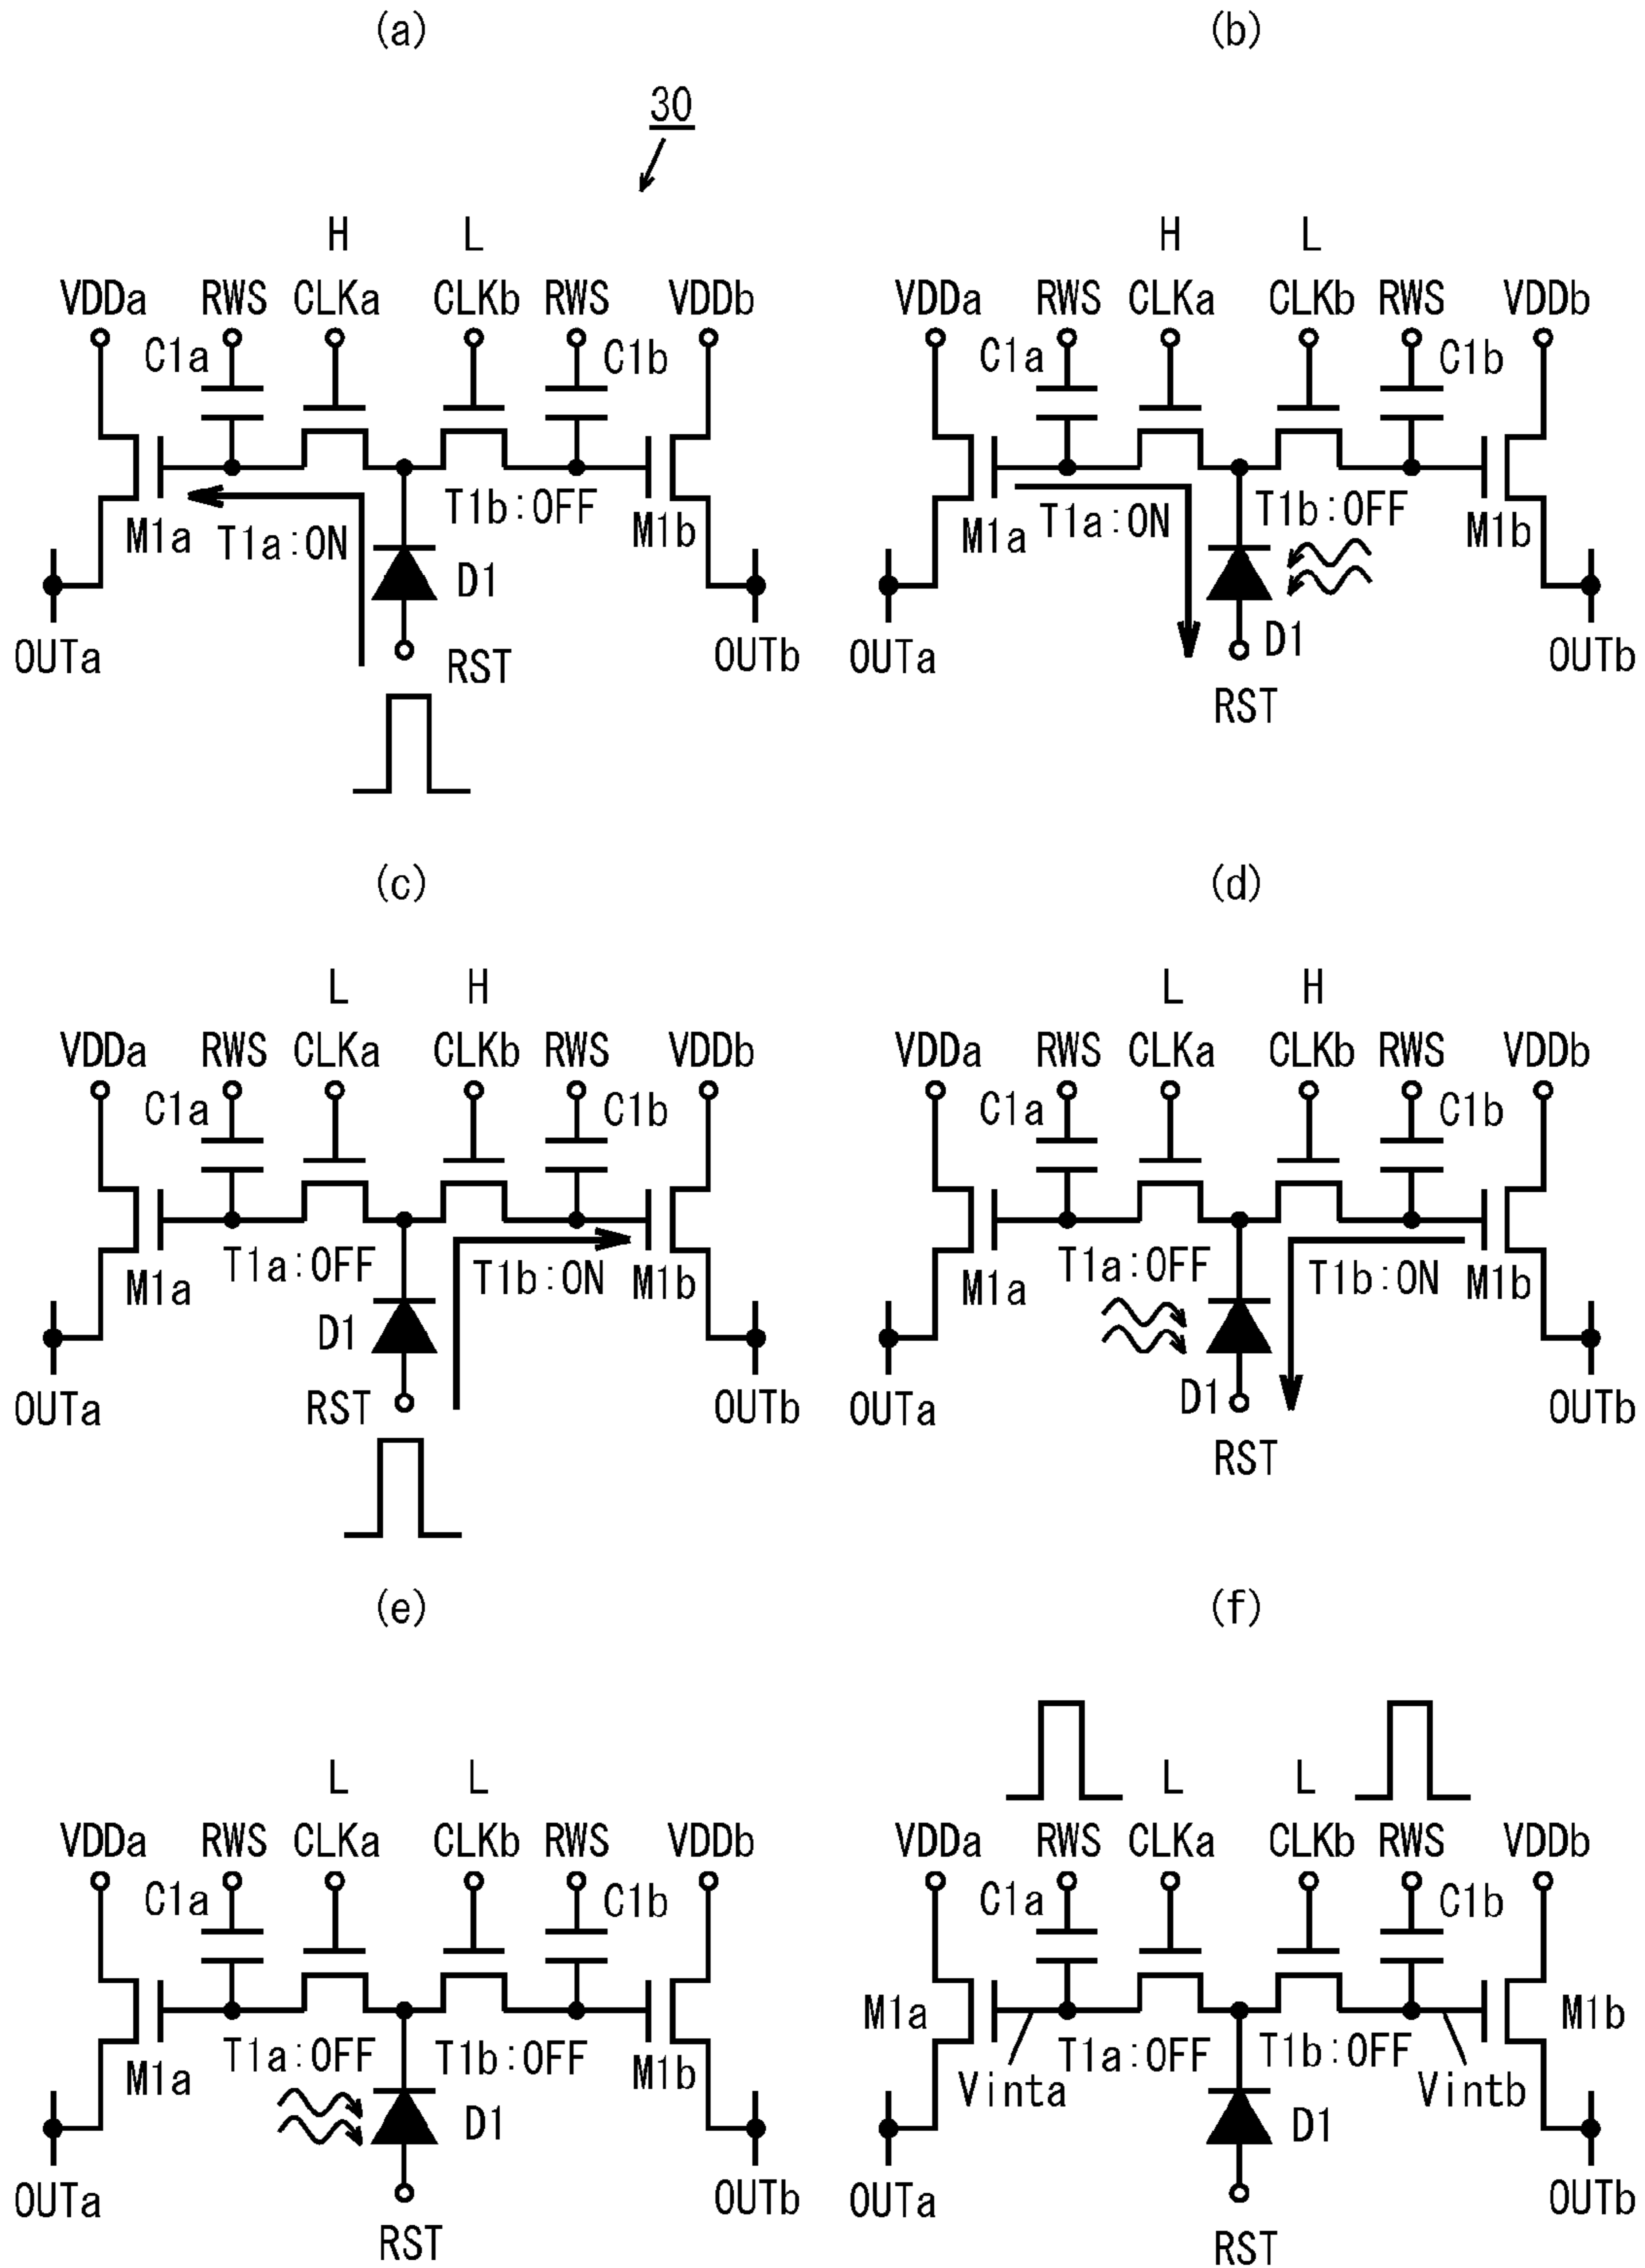 (a) (b)
30
H L H L
VDDa RWS CLKa CLKb RWS VDDb VDDa RWS CLKa CLKb RWS VDDb
C1a C1b C1a C1b
M1a T1a:ON T1b:OFF M1b M1a T1a:ON T1b:OFF M1b
D1 D1
OUTa RST OUTb OUTa RST OUTb
(c) (d)
L H L H
VDDa RWS CLKa CLKb RWS VDDb VDDa RWS CLKa CLKb RWS VDDb
C1a C1b C1a C1b
M1a T1a:OFF T1b:ON M1b M1a T1a:OFF T1b:ON M1b
D1 D1
OUTa RST OUTb OUTa RST OUTb
(e) (f)
L L L L
VDDa RWS CLKa CLKb RWS VDDb VDDa RWS CLKa CLKb RWS VDDb
C1a C1b C1a C1b
M1a T1a:OFF T1b:OFF M1b M1a T1a:OFF T1b:OFF M1b
Vinta Vintb
D1 D1
OUTa RST OUTb OUTa RST OUTb